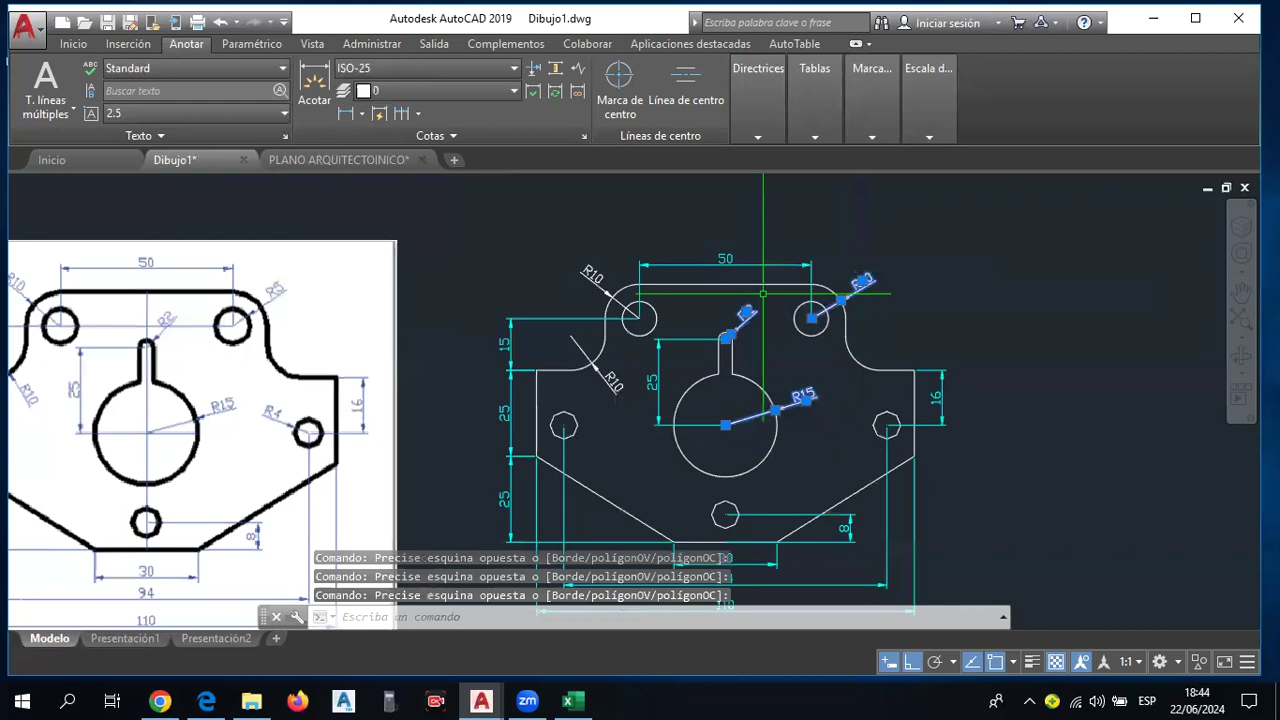 Autodesk AutoCAD 2019 Dibujo1.dwg
Escriba palabra clave o frase
Iniciar sesión
Inicio Inserción Anotar Paramétrico Vista Administrar Salida Complementos Colaborar Aplicaciones destacadas AutoTable
A
T. líneas
múltiples
Standard
Buscar texto
2.5
Acotar
ISO-25
0
Marca de
centro
Línea de centro
Directrices
Tablas
Marca...
Escala d...
Texto
Cotas
Líneas de centro
Inicio Dibujo1* PLANO ARQUITECTOINICO*
50
R10
R5
R2
25
R10
R15
R4
16
8
30
94
110
50
R10
15
25
R10
R15
16
25
25
8
Comando: Precise esquina opuesta o [Borde/polígonOV/polígonOC]:
Comando: Precise esquina opuesta o [Borde/polígonOV/polígonOC]:
Comando: Precise esquina opuesta o [Borde/polígonOV/polígonOC]:
Escriba un comando
Modelo Presentación1 Presentación2
1:1
ESP
18:44
22/06/2024